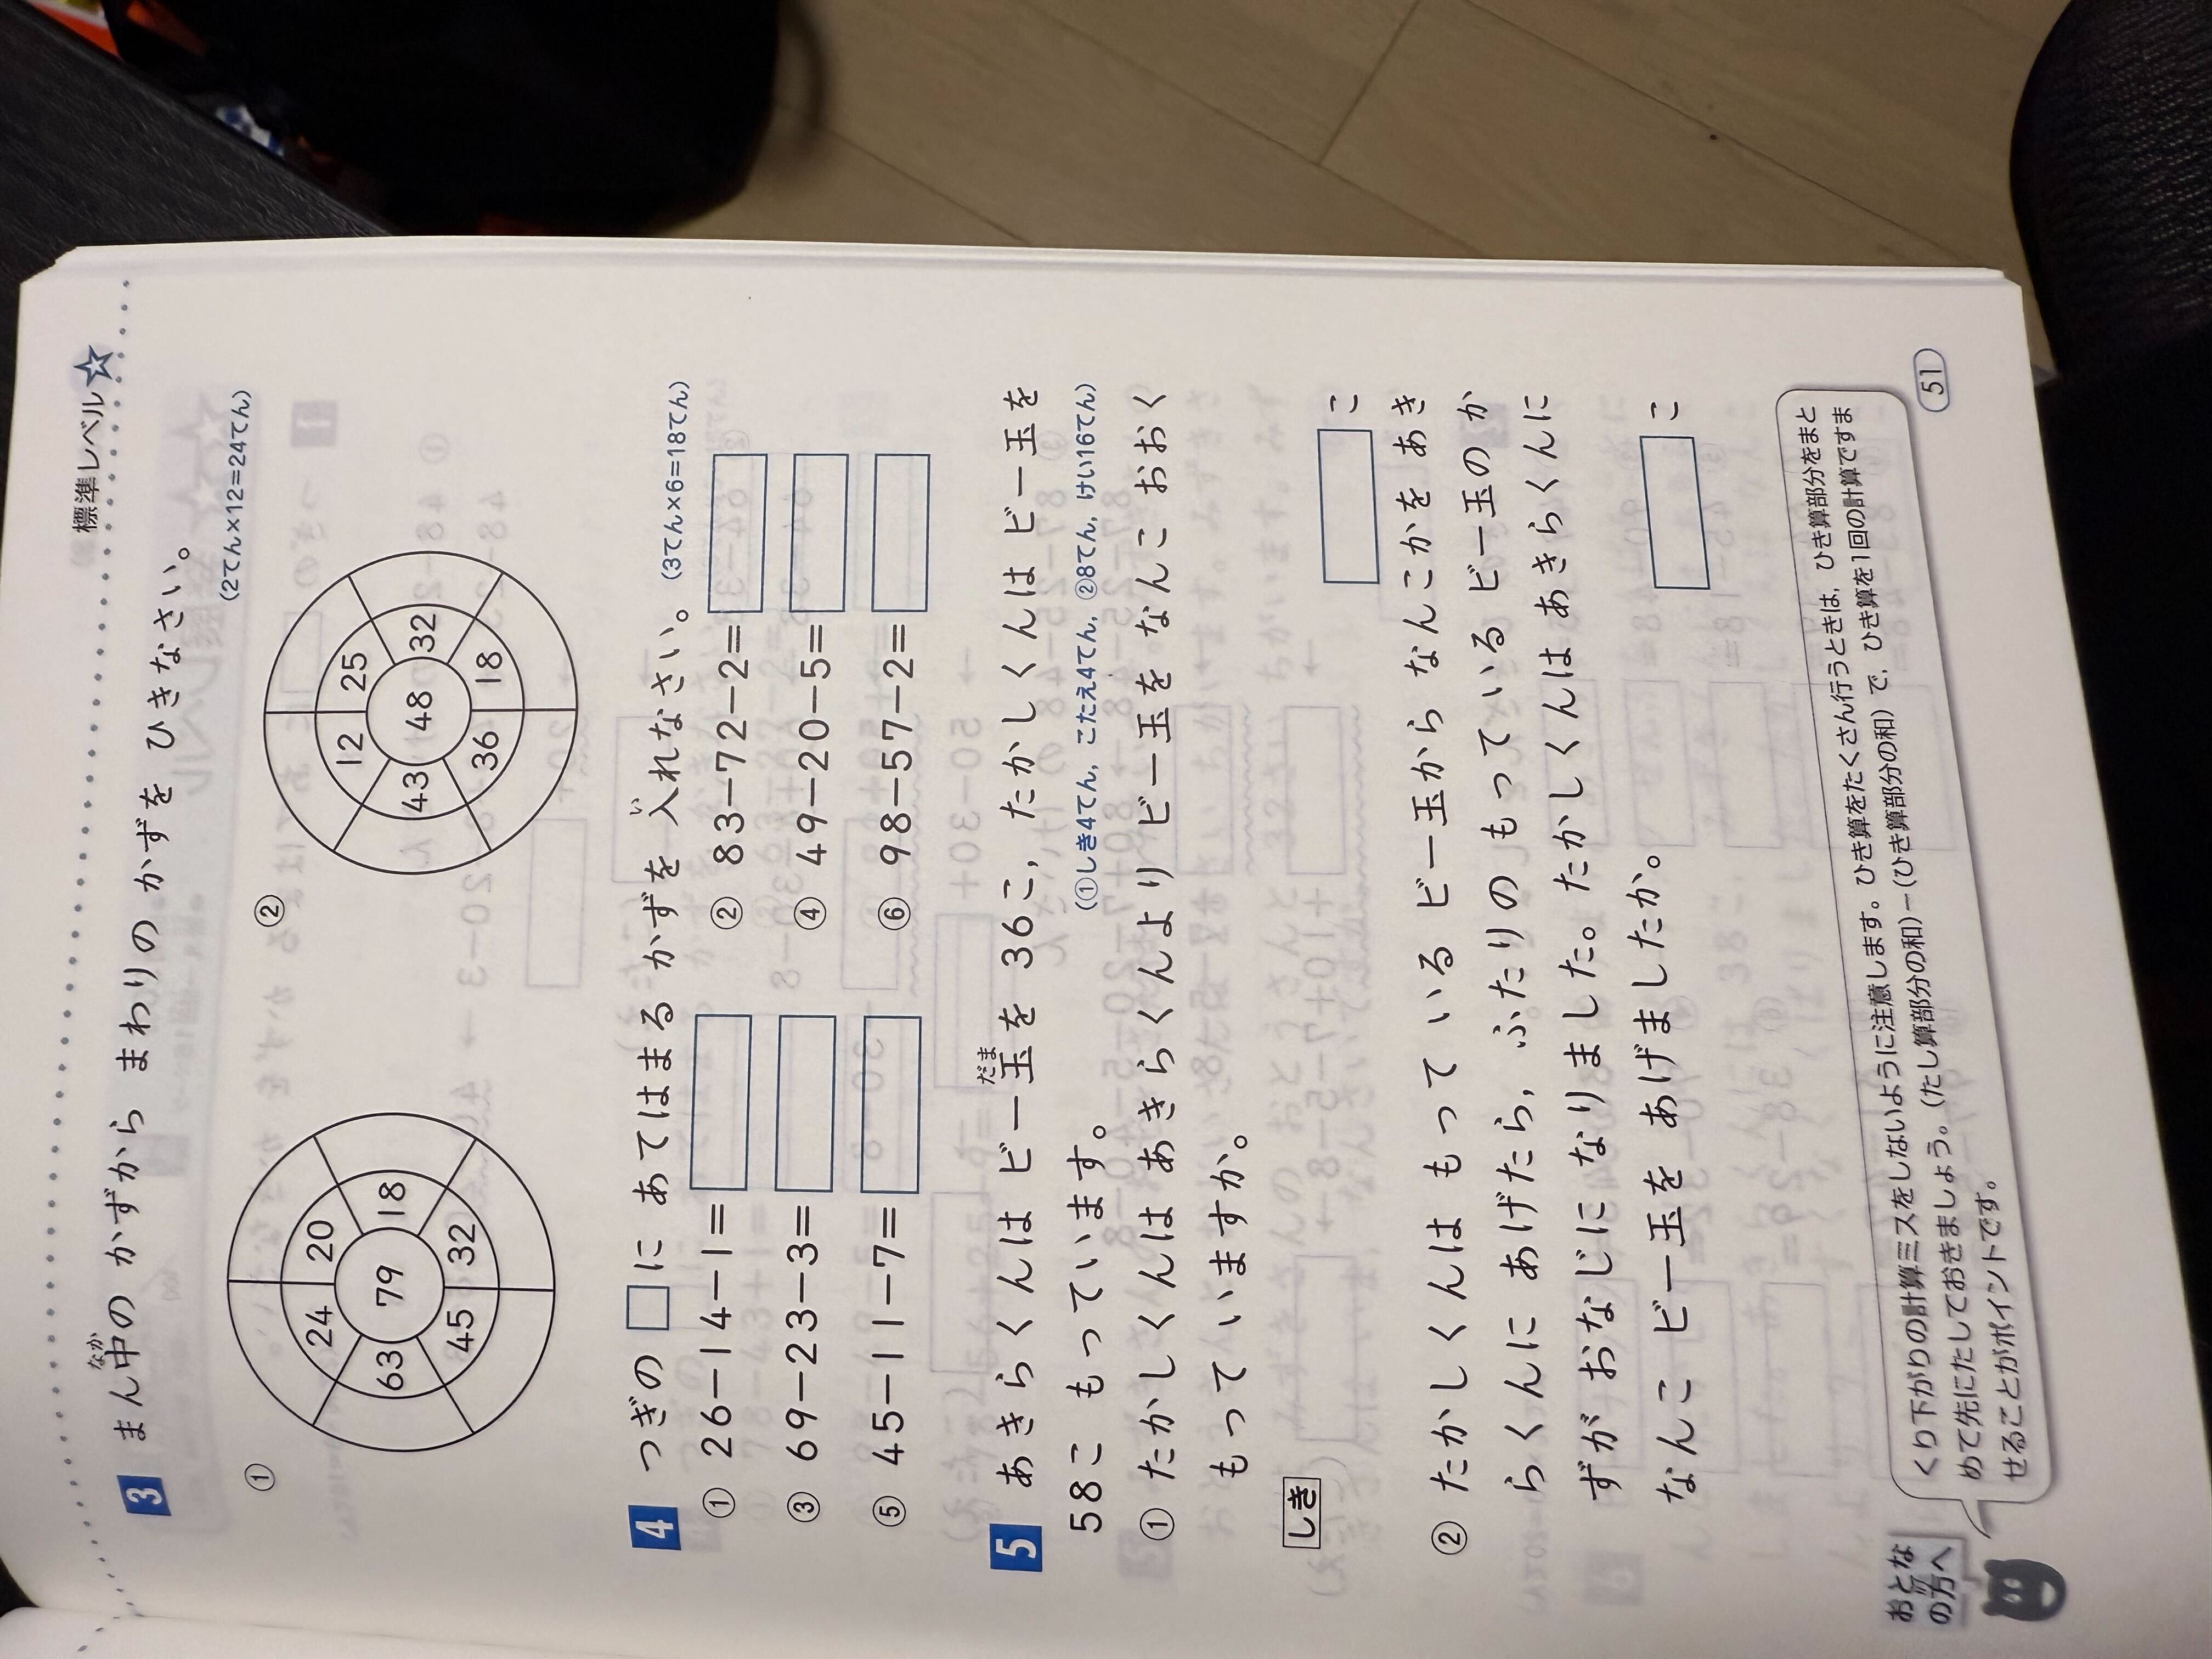 標準レベル☆
3 まん中のかずから まわりの かずを ひきなさい。
なか
(2てん×12=24てん)
① ②
24 20 18 32 45 63 79
12 25 32 18 36 43 48
4 つぎの □に あてはまる かずを 入れなさい。
い
(3てん×6=18てん)
① 26-14-1= ② 83-72-2=
③ 69-23-3= ④ 49-20-5=
⑤ 45-11-7= ⑥ 98-57-2=
5 あきらくんは ビー玉を 36こ, たかしくんは ビー玉を
だま
58こ もっています。
(①しき4てん, こたえ4てん, ②8てん, けい16てん)
① たかしくんは あきらくんより ビー玉を なんこ おおく
もって いますか。
しき
こ
② たかしくんは もって いる ビー玉から なんこかを あき
らくんに あげたら, ふたりの もっている ビー玉の か
ずが おなじに なりました。たかしくんは あきらくんに
なんこ ビー玉を あげましたか。
こ
おとな
の方へ
くり下がりの計算ミスをしないように注意します。ひき算をたくさん行うときは, ひき算部分をまと
めて先にたしておきましょう。(たし算部分の和)-(ひき算部分の和) で, ひき算を1回の計算ですま
せることがポイントです。
51